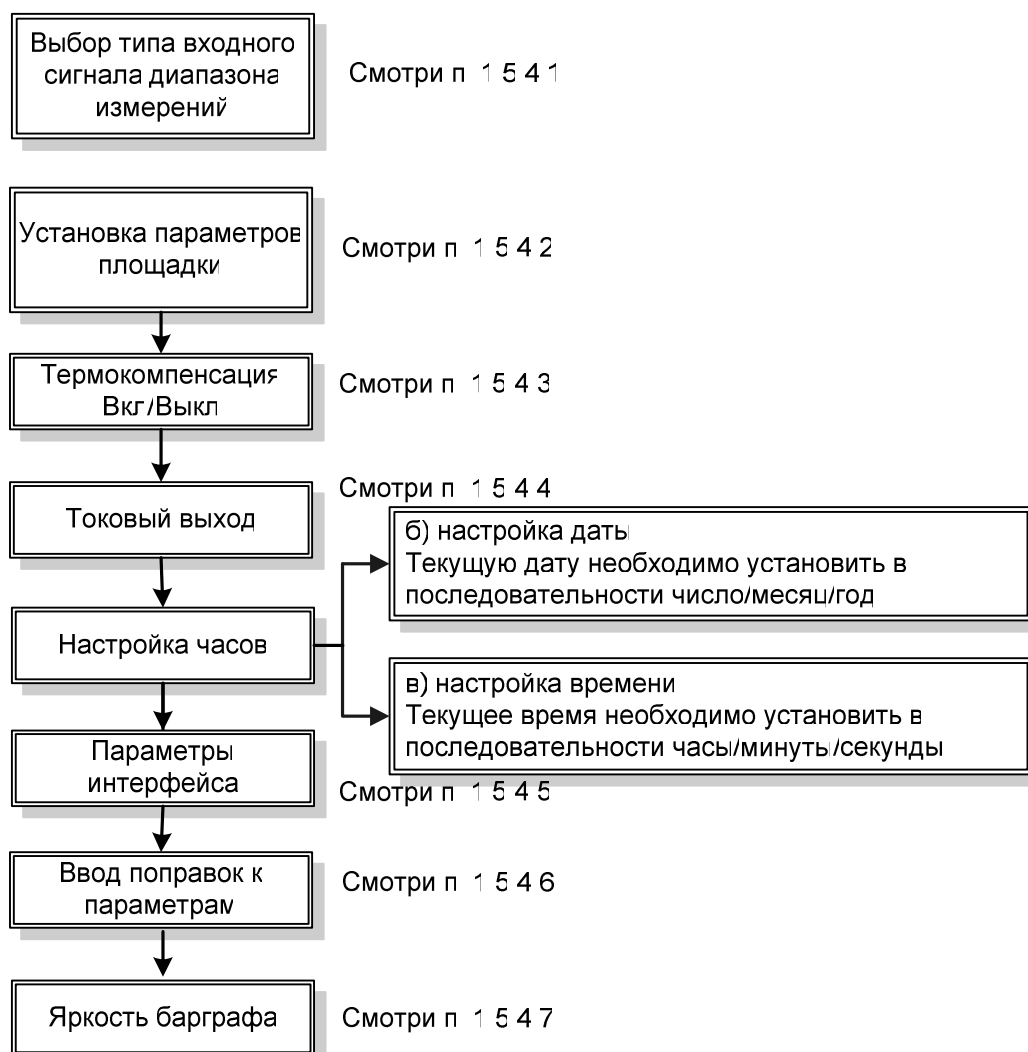 Выбор типа входного
сигнала диапазона
измерений
Смотри п 1 5 4 1
Установка параметров
площадки
Смотри п 1 5 4 2
Термокомпенсация
Вкл/Выкл
Смотри п 1 5 4 3
Токовый выход
Смотри п 1 5 4 4
Настройка часов
б) настройка даты
Текущую дату необходимо установить в
последовательности число/месяц/год
в) настройка времени
Текущее время необходимо установить в
последовательности часы/минуты/секунды
Параметры
интерфейса
Смотри п 1 5 4 5
Ввод поправок к
параметрам
Смотри п 1 5 4 6
Яркость барграфа
Смотри п 1 5 4 7